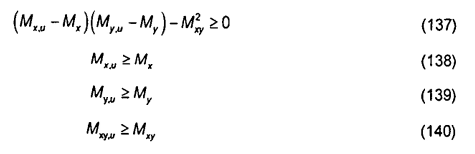 (M_{x,u} − M_x)(M_{y,u} − M_y) − M_{xy}^2 ≥ 0 (137)
M_{x,u} ≥ M_x (138)
M_{y,u} ≥ M_y (139)
M_{xy,u} ≥ M_{xy} (140)